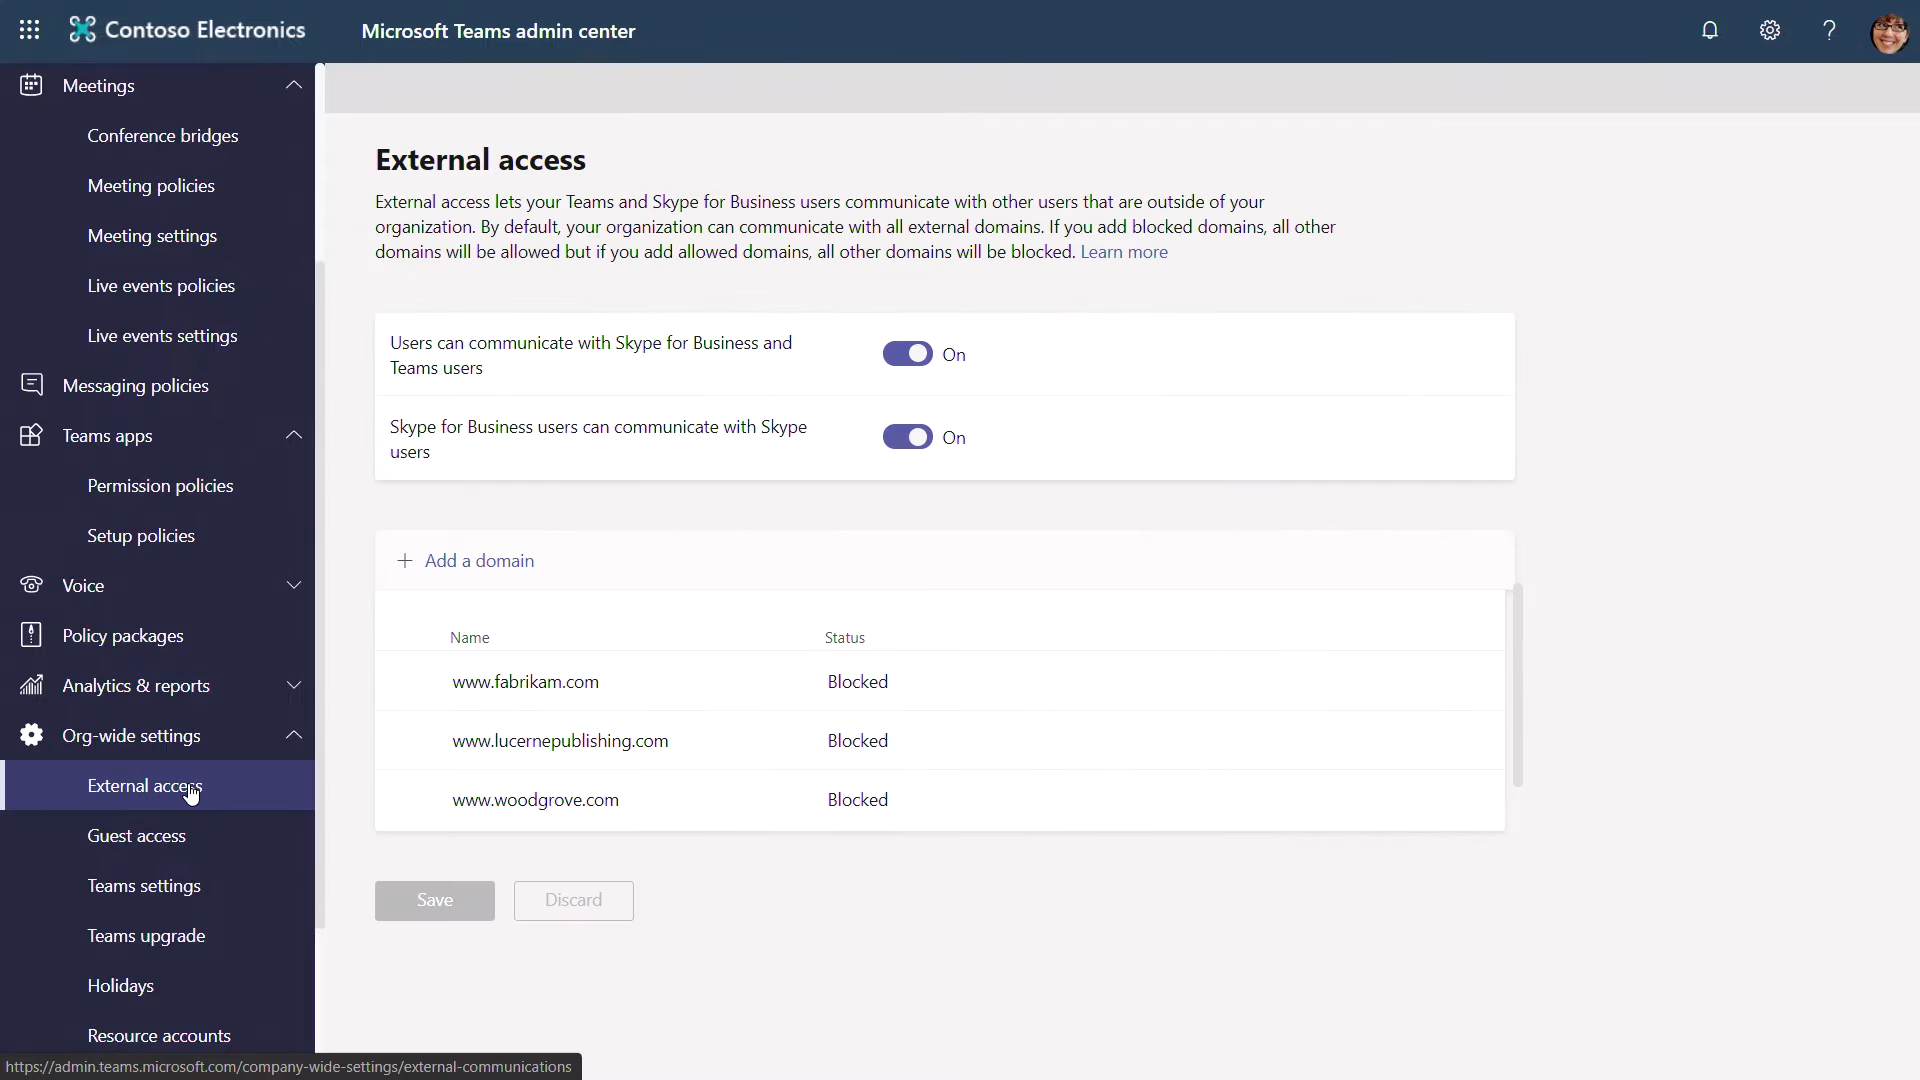 Contoso Electronics
Microsoft Teams admin center
?
Meetings
Conference bridges
Meeting policies
Meeting settings
Live events policies
Live events settings
Messaging policies
Teams apps
Permission policies
Setup policies
Voice
Policy packages
Analytics & reports
Org-wide settings
External access
Guest access
Teams settings
Teams upgrade
Holidays
Resource accounts
https://admin.teams.microsoft.com/company-wide-settings/external-communications
External access
External access lets your Teams and Skype for Business users communicate with other users that are outside of your
organization. By default, your organization can communicate with all external domains. If you add blocked domains, all other
domains will be allowed but if you add allowed domains, all other domains will be blocked. Learn more
Users can communicate with Skype for Business and
Teams users
On
Skype for Business users can communicate with Skype
users
On
+ Add a domain
Name Status
www.fabrikam.com Blocked
www.lucernepublishing.com Blocked
www.woodgrove.com Blocked
Save Discard